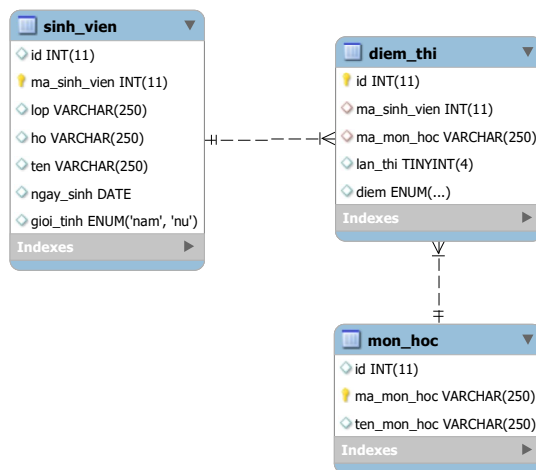 sinh_vien
id INT(11)
ma_sinh_vien INT(11)
lop VARCHAR(250)
ho VARCHAR(250)
ten VARCHAR(250)
ngay_sinh DATE
gioi_tinh ENUM('nam', 'nu')
Indexes
diem_thi
id INT(11)
ma_sinh_vien INT(11)
ma_mon_hoc VARCHAR(250)
lan_thi TINYINT(4)
diem ENUM(...)
Indexes
mon_hoc
id INT(11)
ma_mon_hoc VARCHAR(250)
ten_mon_hoc VARCHAR(250)
Indexes